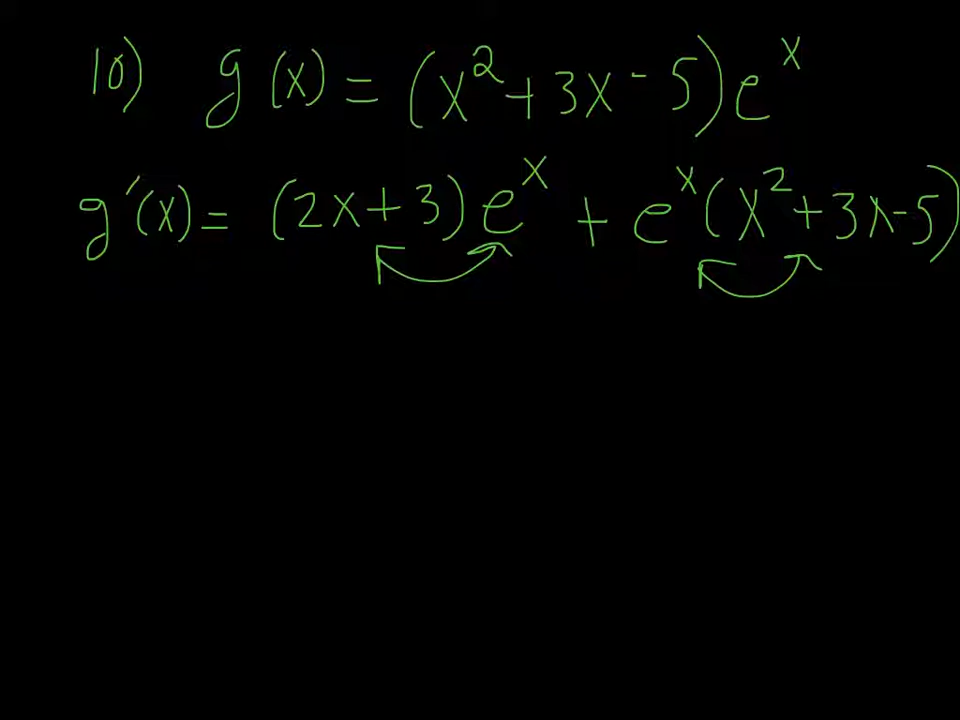 10) g(x) = (x² + 3x - 5)eˣ
g'(x) = (2x + 3)eˣ + eˣ(x² + 3x - 5)